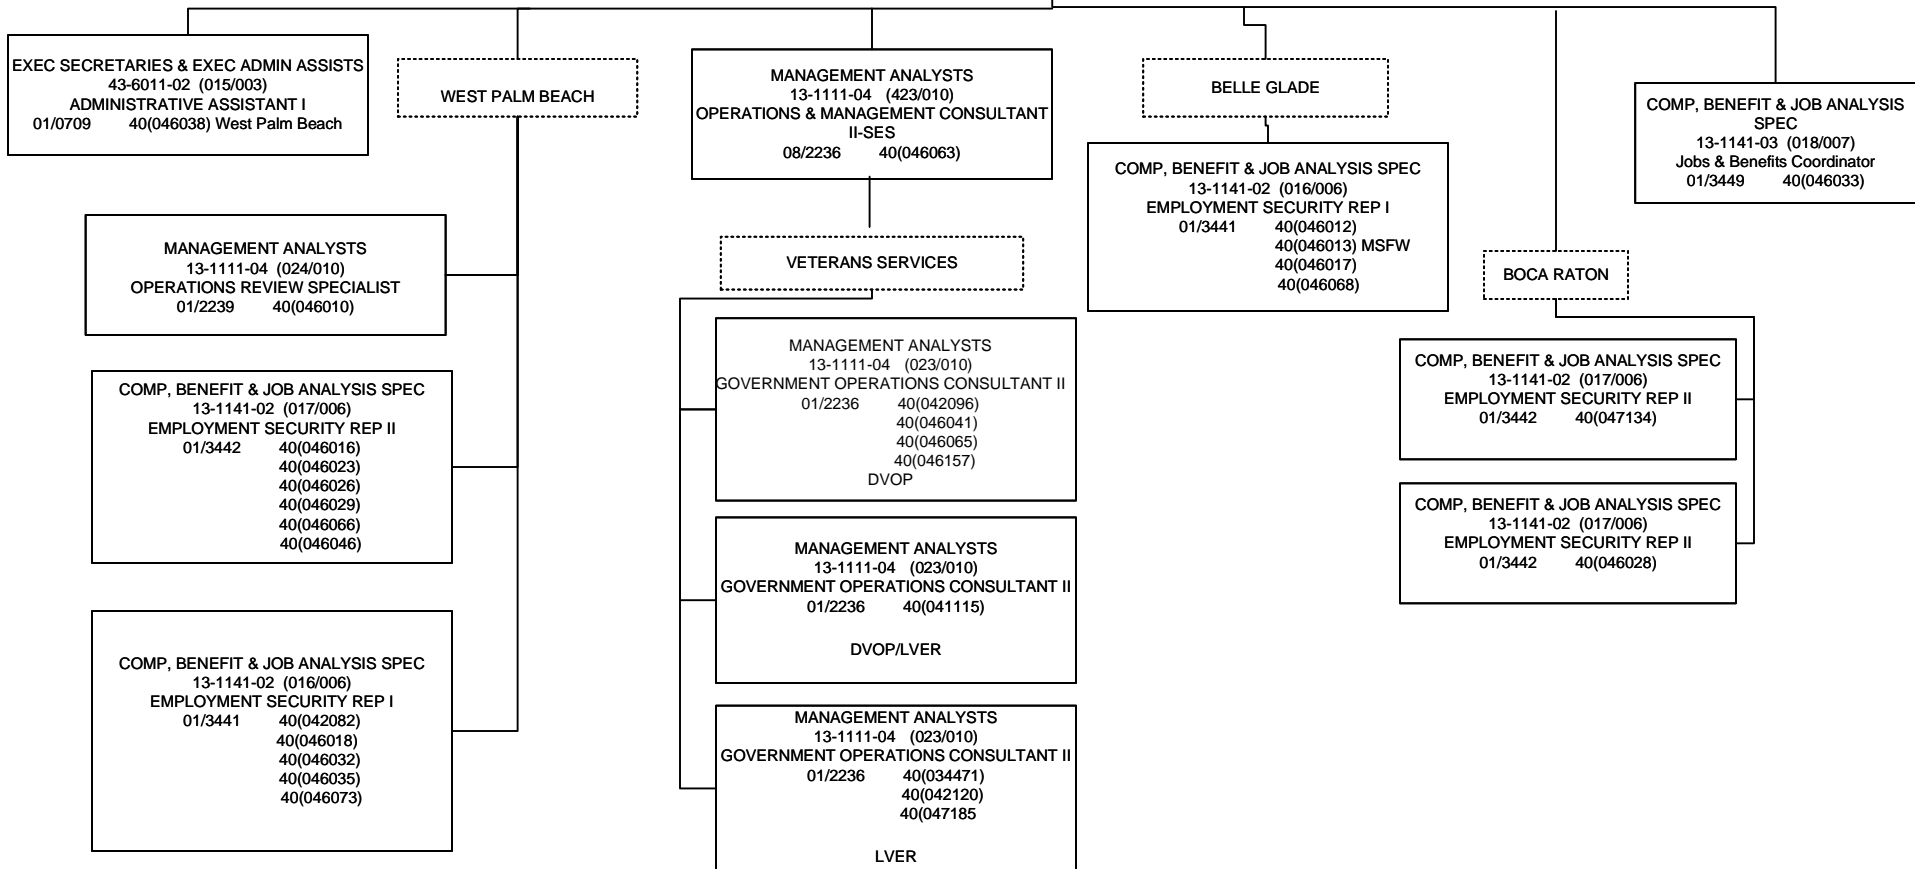 EXEC SECRETARIES & EXEC ADMIN ASSISTS
43-6011-02 (015/003)
ADMINISTRATIVE ASSISTANT I
01/0709 40(046038) West Palm Beach
WEST PALM BEACH
MANAGEMENT ANALYSTS
13-1111-04 (024/010)
OPERATIONS REVIEW SPECIALIST
01/2239 40(046010)
COMP, BENEFIT & JOB ANALYSIS SPEC
13-1141-02 (017/006)
EMPLOYMENT SECURITY REP II
01/3442 40(046016)
40(046023)
40(046026)
40(046029)
40(046066)
40(046046)
COMP, BENEFIT & JOB ANALYSIS SPEC
13-1141-02 (016/006)
EMPLOYMENT SECURITY REP I
01/3441 40(042082)
40(046018)
40(046032)
40(046035)
40(046073)
MANAGEMENT ANALYSTS
13-1111-04 (423/010)
OPERATIONS & MANAGEMENT CONSULTANT
II-SES
08/2236 40(046063)
VETERANS SERVICES
MANAGEMENT ANALYSTS
13-1111-04 (023/010)
GOVERNMENT OPERATIONS CONSULTANT II
01/2236 40(042096)
40(046041)
40(046065)
40(046157)
DVOP
MANAGEMENT ANALYSTS
13-1111-04 (023/010)
GOVERNMENT OPERATIONS CONSULTANT II
01/2236 40(041115)
DVOP/LVER
MANAGEMENT ANALYSTS
13-1111-04 (023/010)
GOVERNMENT OPERATIONS CONSULTANT II
01/2236 40(034471)
40(042120)
40(047185
LVER
BELLE GLADE
COMP, BENEFIT & JOB ANALYSIS SPEC
13-1141-02 (016/006)
EMPLOYMENT SECURITY REP I
01/3441 40(046012)
40(046013) MSFW
40(046017)
40(046068)
BOCA RATON
COMP, BENEFIT & JOB ANALYSIS SPEC
13-1141-02 (017/006)
EMPLOYMENT SECURITY REP II
01/3442 40(047134)
COMP, BENEFIT & JOB ANALYSIS SPEC
13-1141-02 (017/006)
EMPLOYMENT SECURITY REP II
01/3442 40(046028)
COMP, BENEFIT & JOB ANALYSIS
SPEC
13-1141-03 (018/007)
Jobs & Benefits Coordinator
01/3449 40(046033)